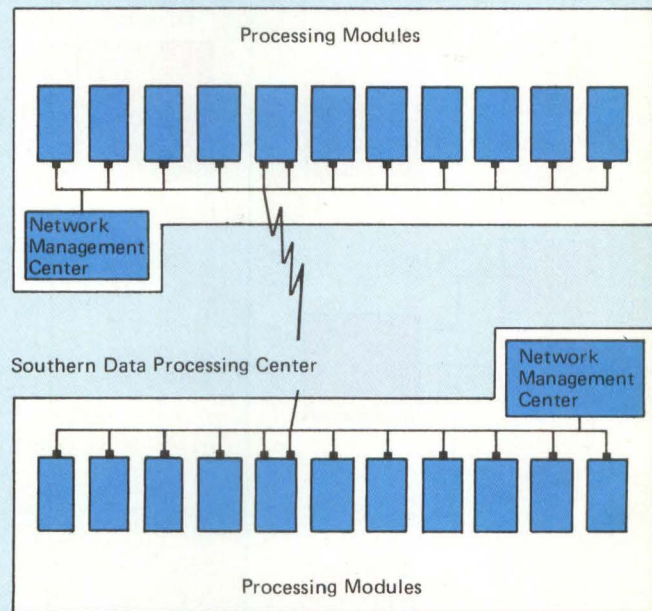 Processing Modules
Network
Management
Center
Southern Data Processing Center
Network
Management
Center
Processing Modules